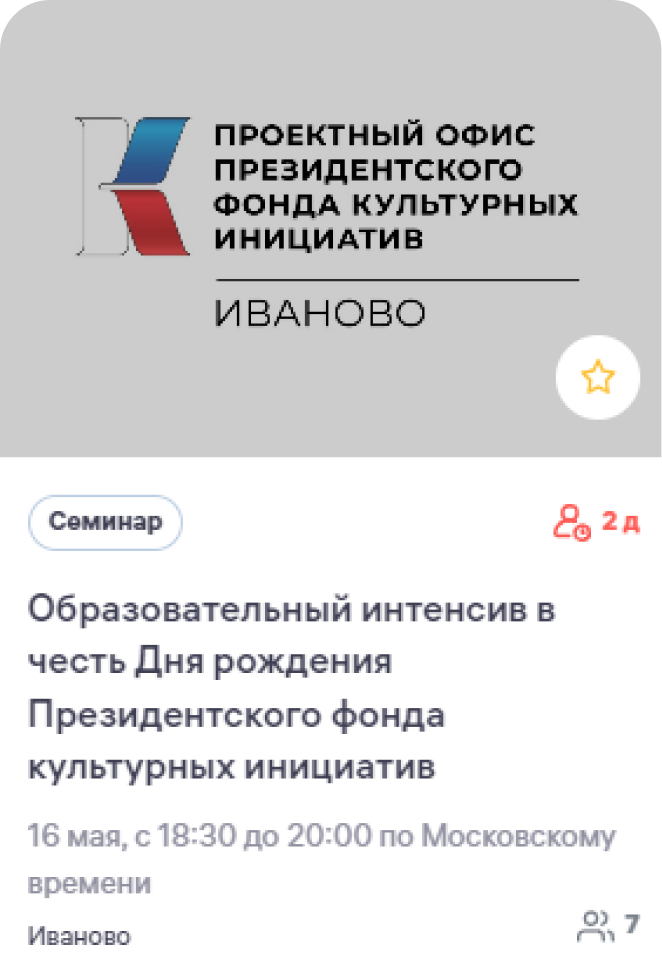 ПРОЕКТНЫЙ ОФИС
ПРЕЗИДЕНТСКОГО
ФОНДА КУЛЬТУРНЫХ
ИНИЦИАТИВ
ИВАНОВО
Семинар
2 д
Образовательный интенсив в
честь Дня рождения
Президентского фонда
культурных инициатив
16 мая, с 18:30 до 20:00 по Московскому
времени
Иваново
7